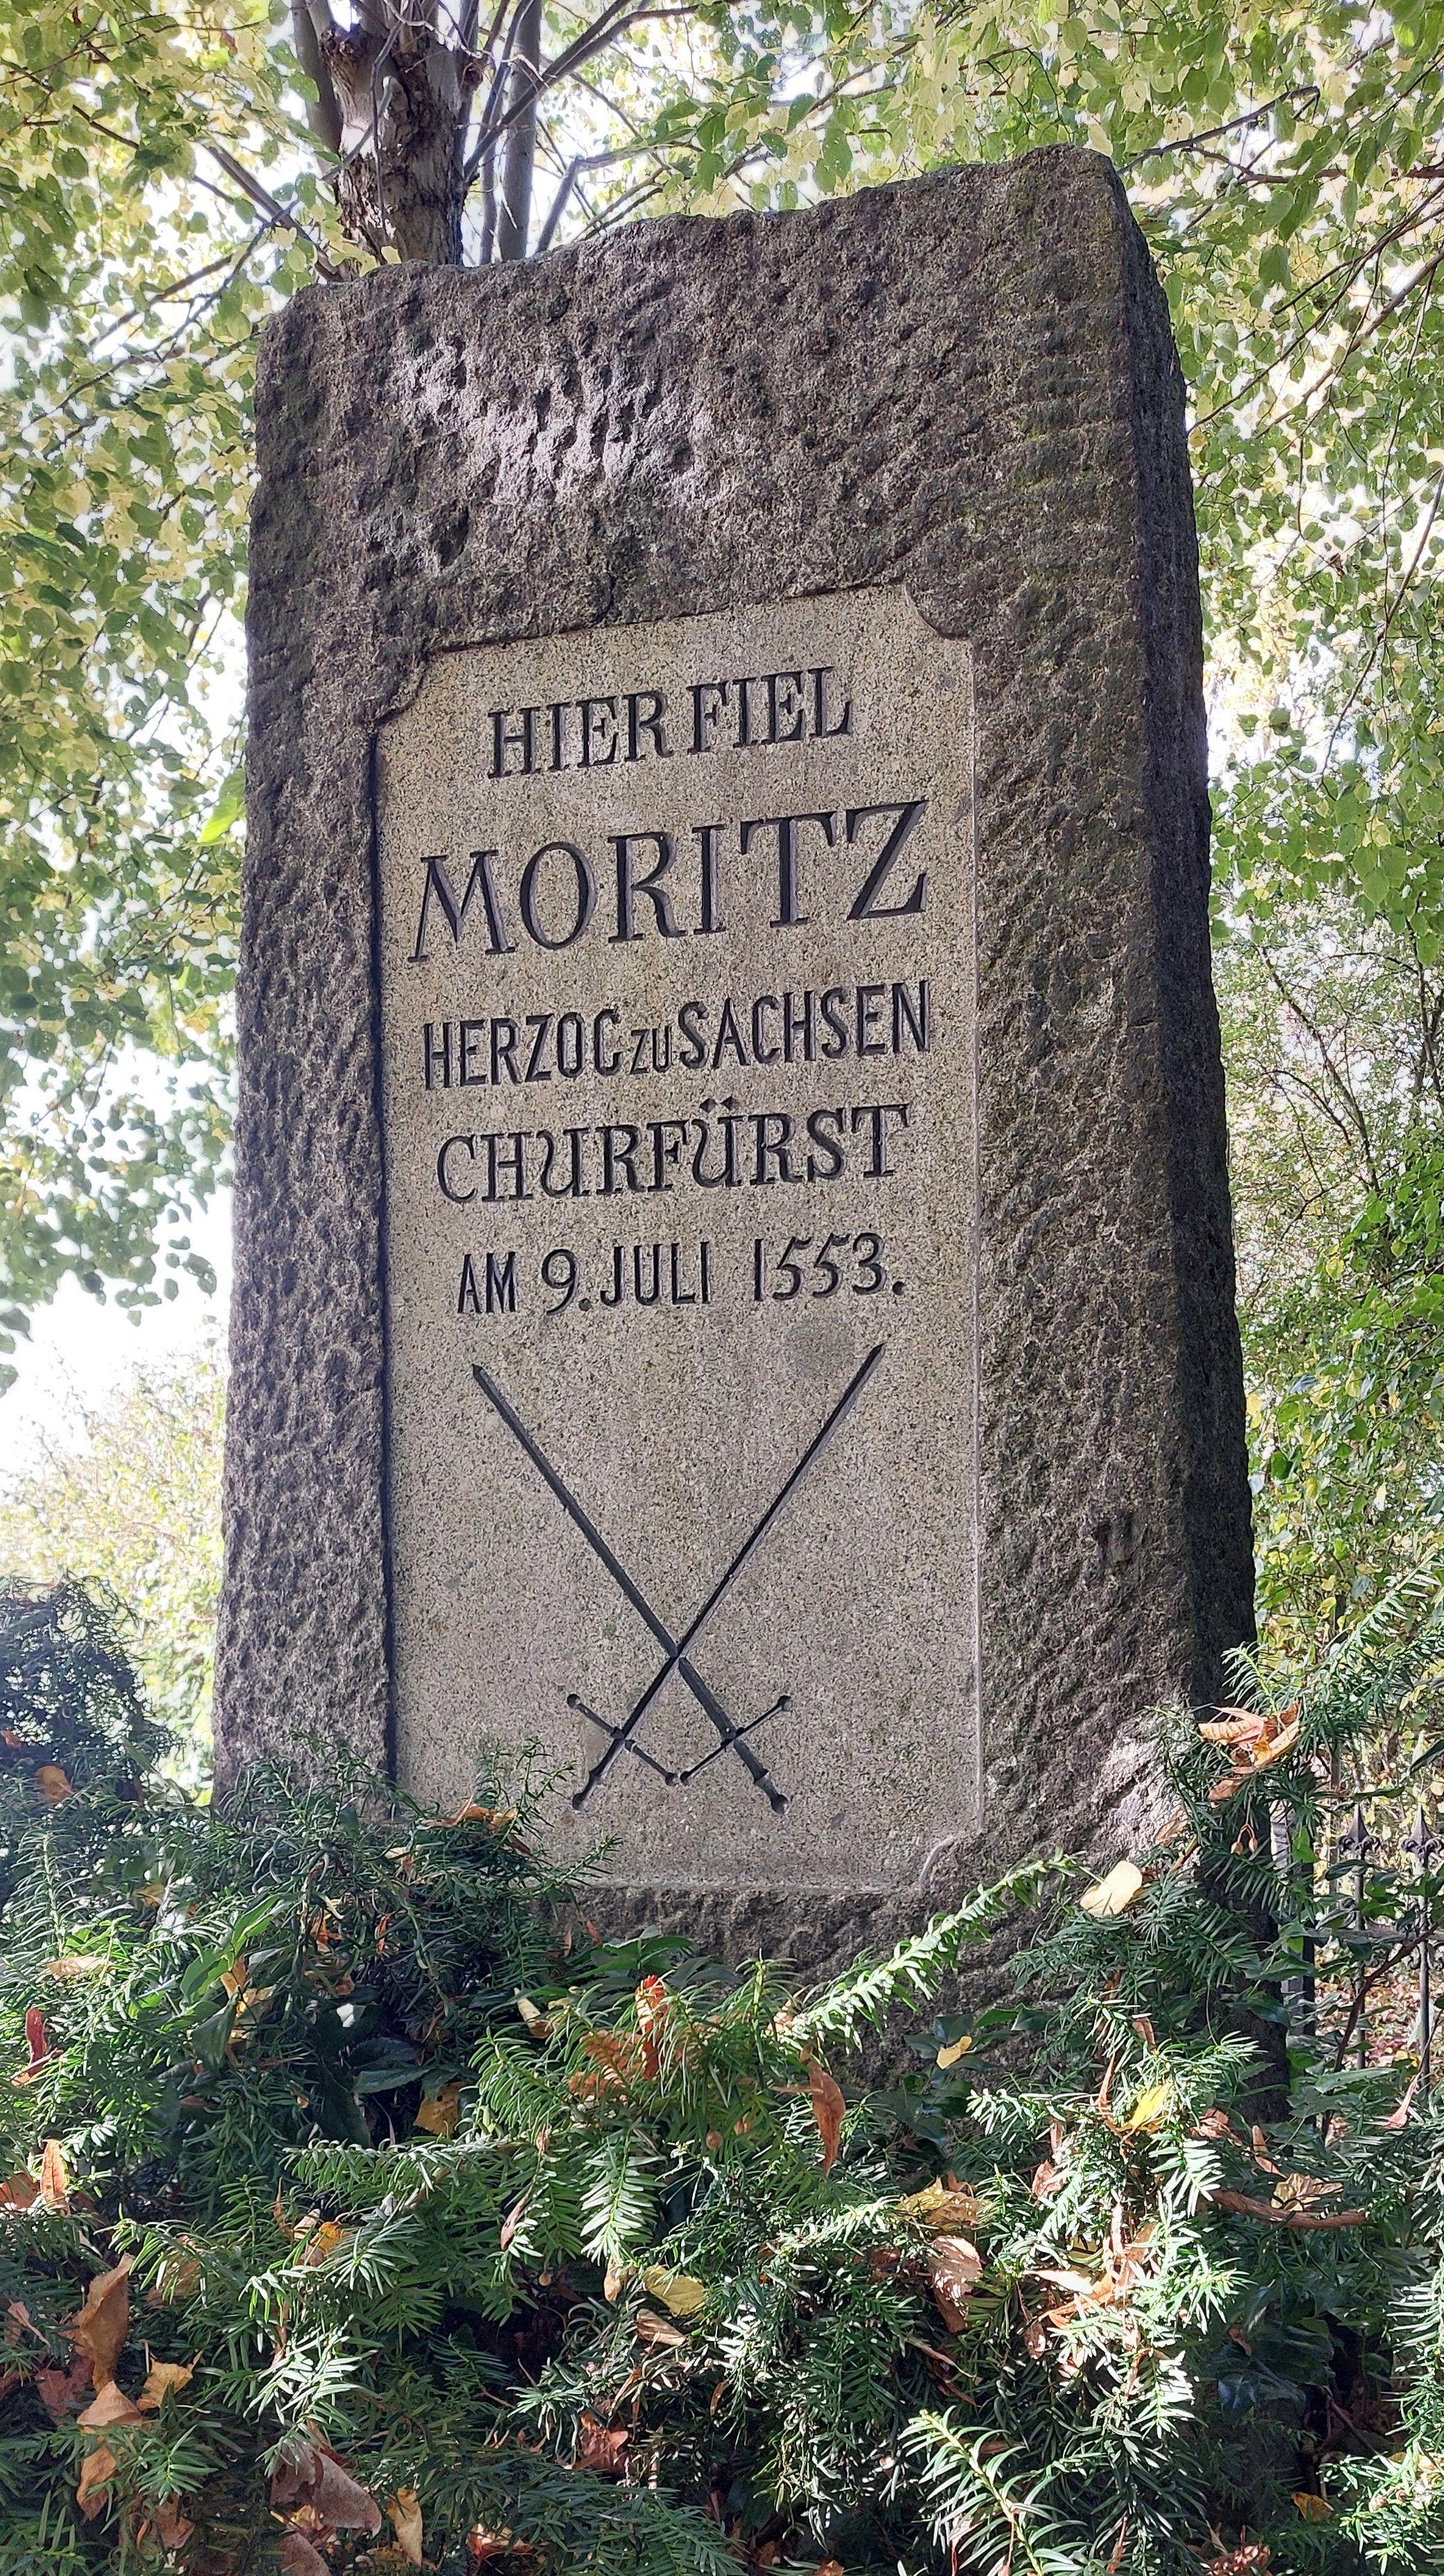 HIER FIEL
MORITZ
HERZOG ZU SACHSEN
CHURFÜRST
AM 9. JULI 1553.